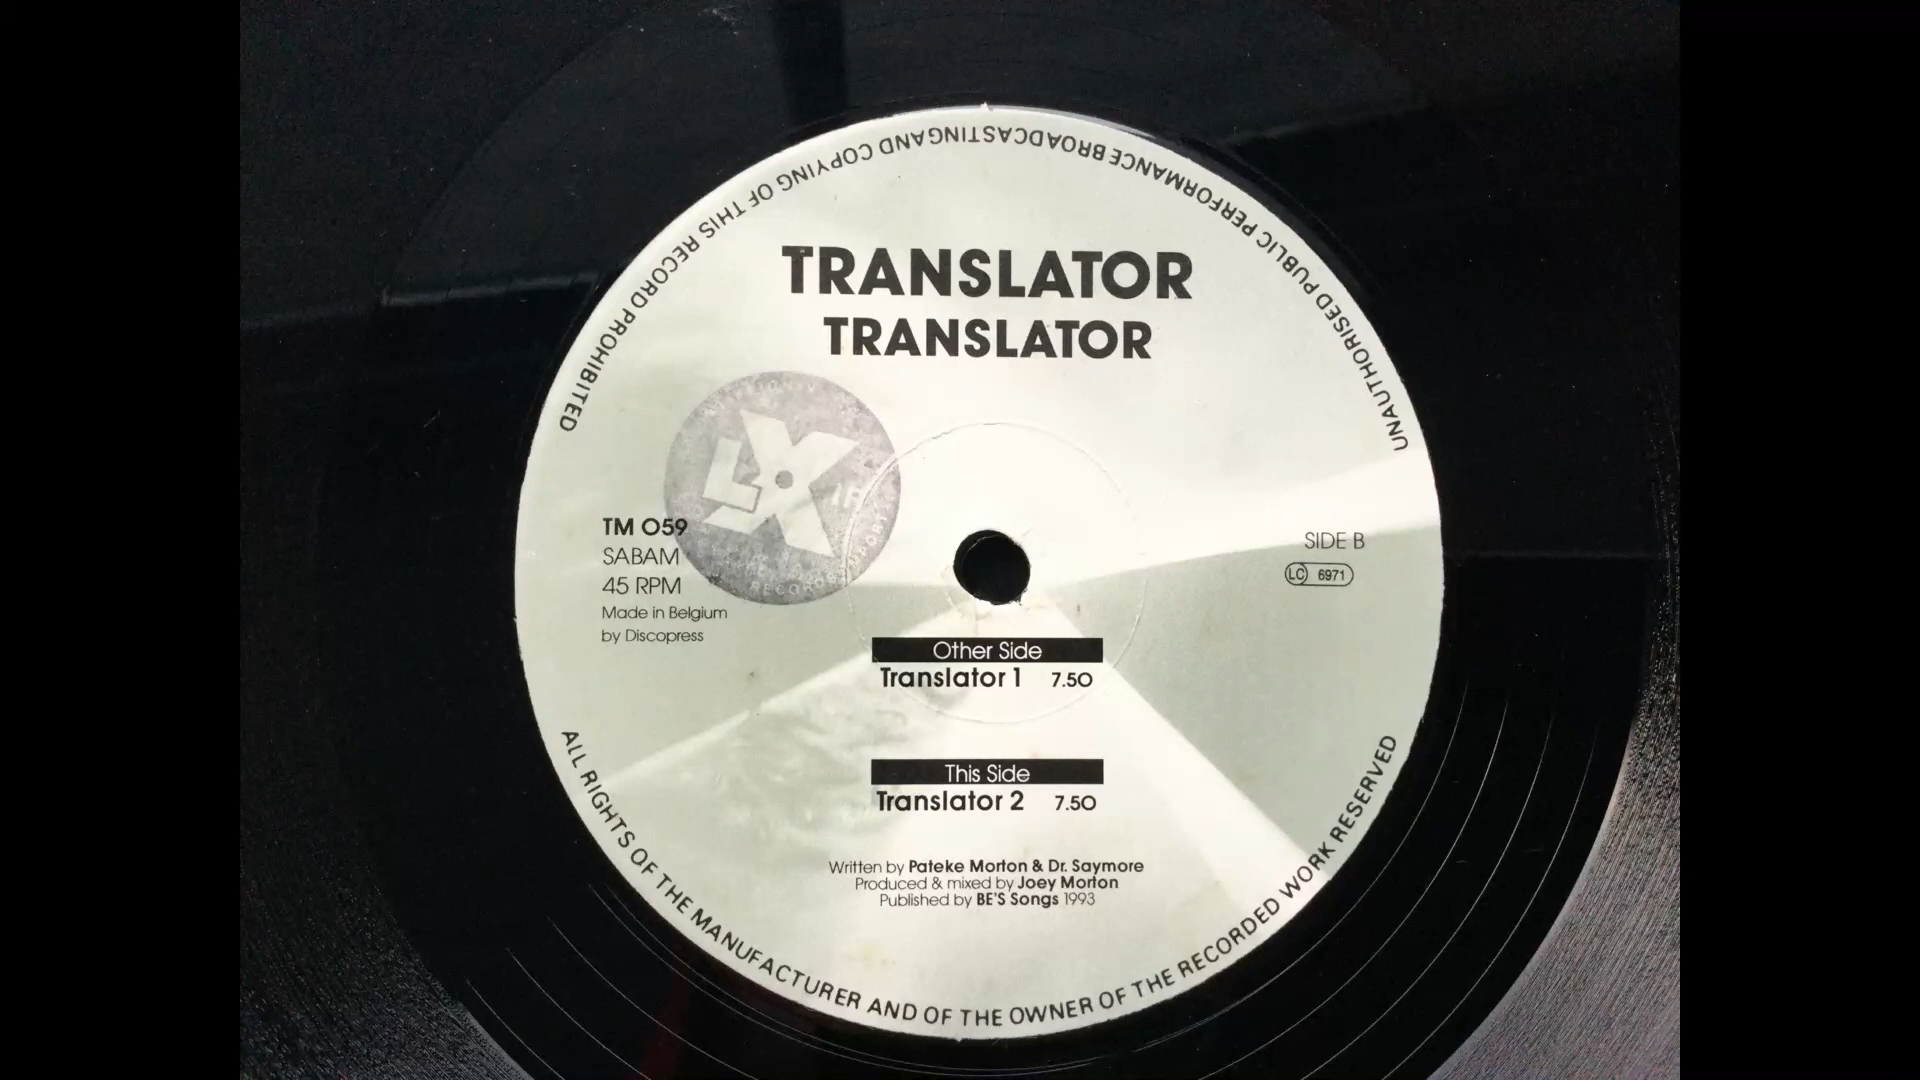 UNAUTHORISED PUBLIC PERFORMANCE BROADCASTINGAND COPYING OF THIS RECORD PROHIBITED
TRANSLATOR
TRANSLATOR
LX
TM 059
SABAM
45 RPM
Made in Belgium
by Discopress
SIDE B
LC 6971
Other Side
Translator 1 7.50
This Side
Translator 2 7.50
Written by Pateke Morton & Dr. Saymore
Produced & mixed by Joey Morton
Published by BE'S Songs 1993
ALL RIGHTS OF THE MANUFACTURER AND OF THE OWNER OF THE RECORDED WORK RESERVED